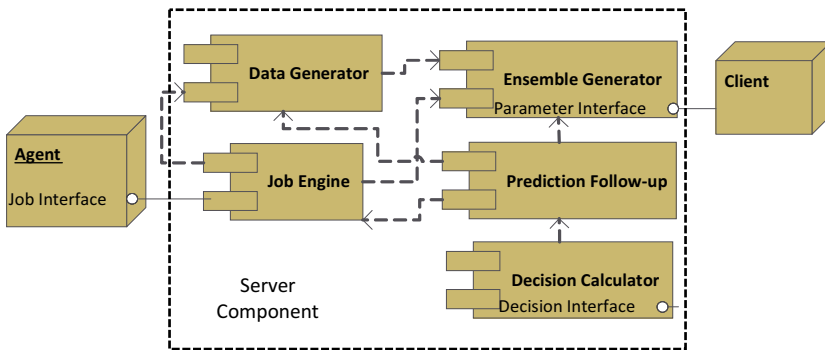 Data Generator
Ensemble Generator
Parameter Interface
Client
Agent
Job Interface
Job Engine
Prediction Follow-up
Server
Component
Decision Calculator
Decision Interface